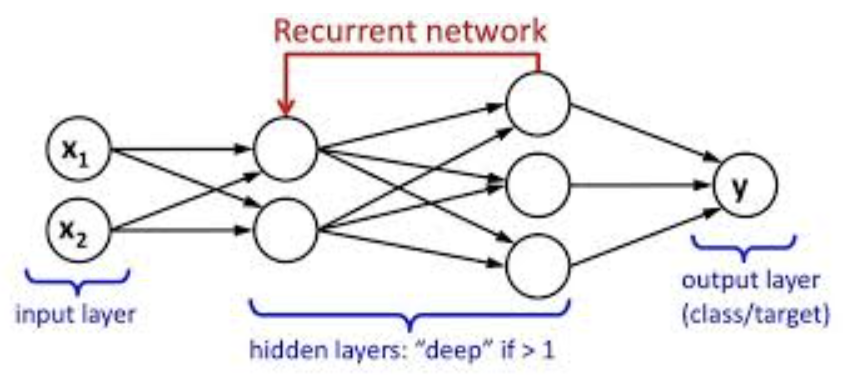 Recurrent network
x1
x2
y
input layer
output layer
(class/target)
hidden layers: “deep” if > 1